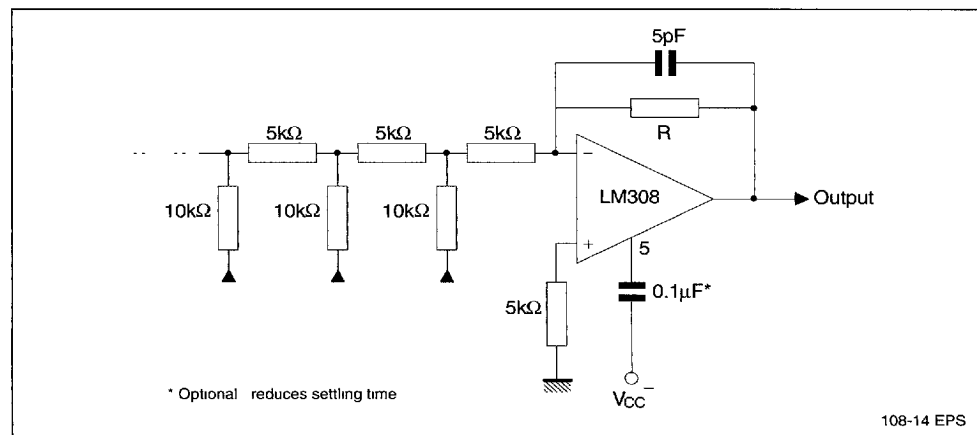 5pF
R
5kΩ 5kΩ 5kΩ
LM308
Output
10kΩ 10kΩ 10kΩ
5
0.1µF*
5kΩ
* Optional reduces settling time
VCC−
108-14 EPS